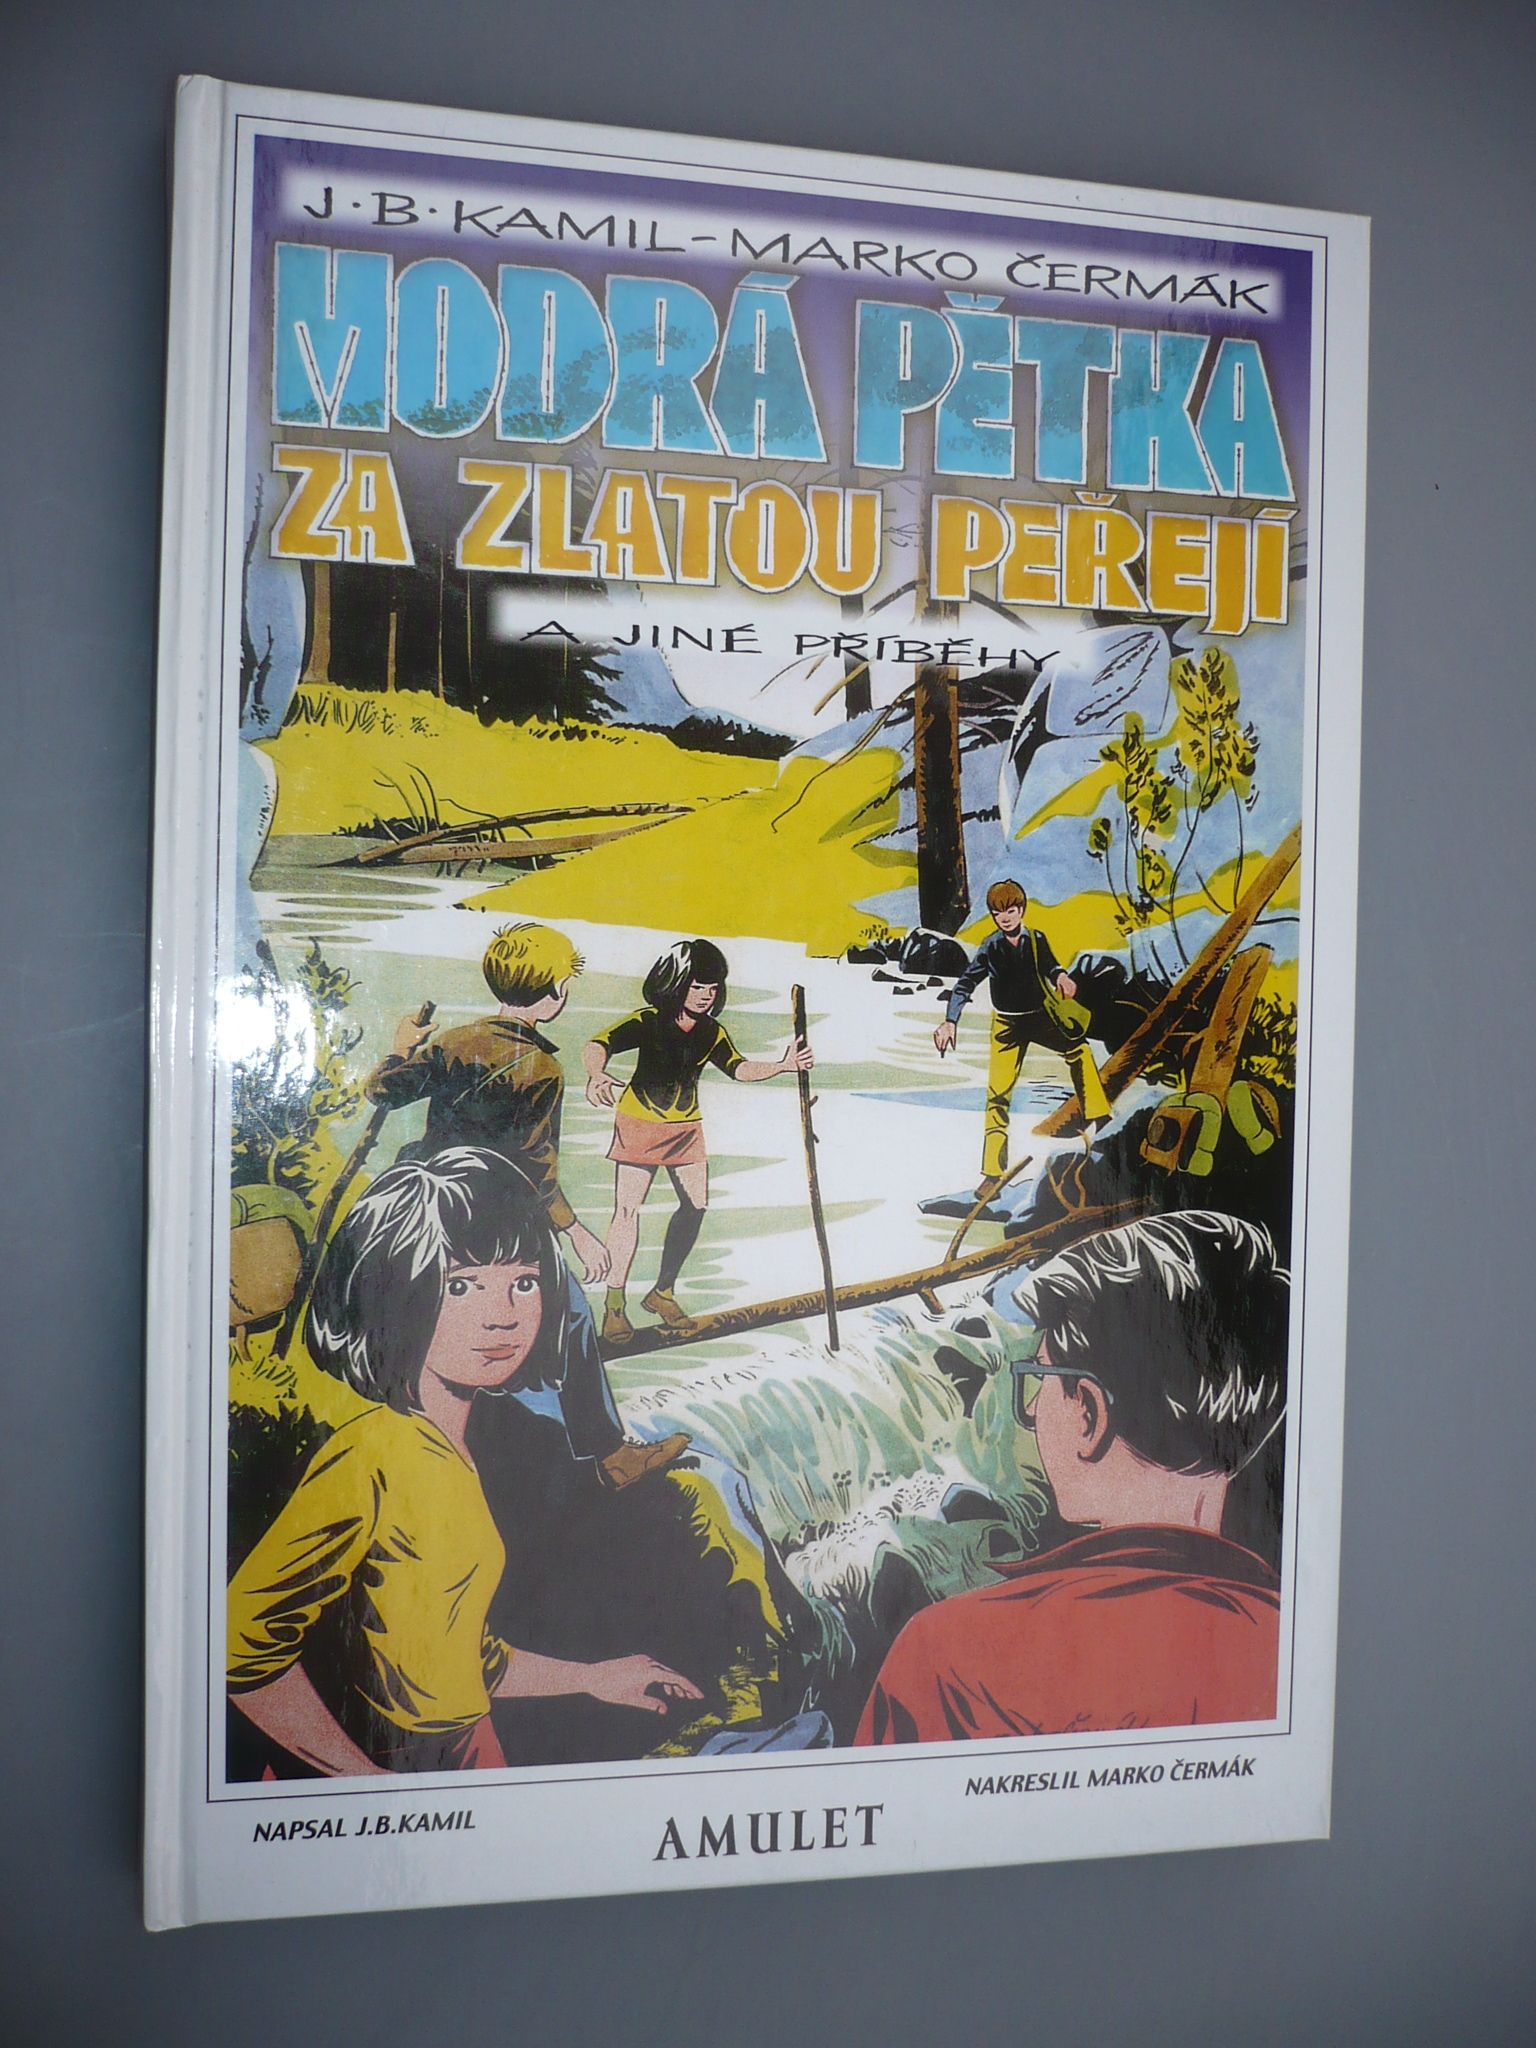 J·B·KAMIL-MARKO ČERMÁK
MODRÁ PĚTKA
ZA ZLATOU PEŘEJÍ
A JINÉ PŘÍBĚHY
NAPSAL J.B.KAMIL
AMULET
NAKRESLIL MARKO ČERMÁK